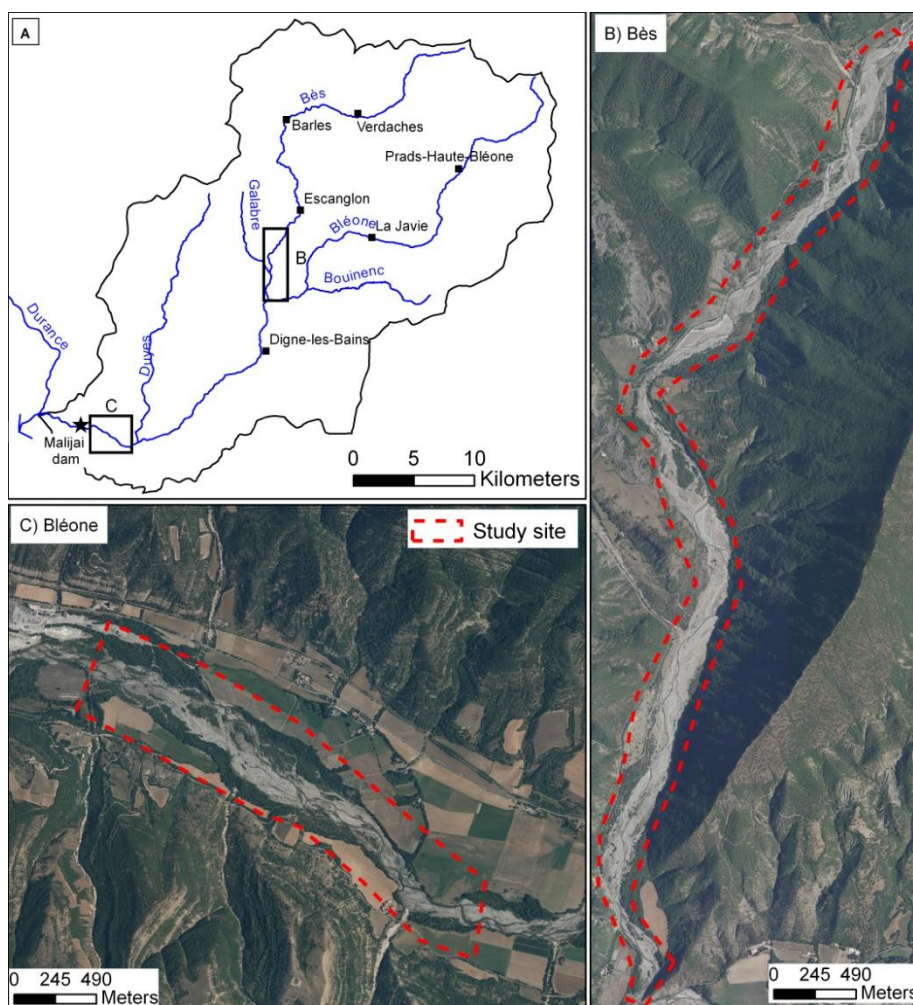 A
Bès
Barles
Verdaches
Prads-Haute-Bléone
Galabre
Escanglon
Bléone
La Javie
B
Bouinenc
Durance
Duyes
Digne-les-Bains
C
Malijai
dam
0 5 10
Kilometers
B) Bès
0 245 490
Meters
C) Bléone
Study site
0 245 490
Meters